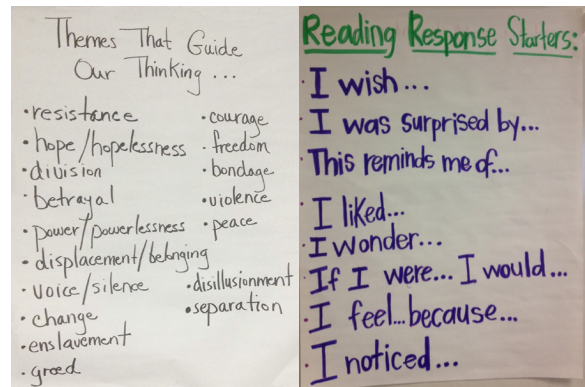 Themes That Guide
Our Thinking ...
• resistance
• hope/hopelessness
• division
• betrayal
• power/powerlessness
• displacement/belonging
• voice/silence
• change
• enslavement
• greed
• courage
• freedom
• bondage
• violence
• peace
• disillusionment
• separation
Reading Response Starters:
• I wish...
• I was surprised by...
• This reminds me of...
• I liked...
• I wonder...
• If I were... I would...
• I feel...because...
• I noticed...